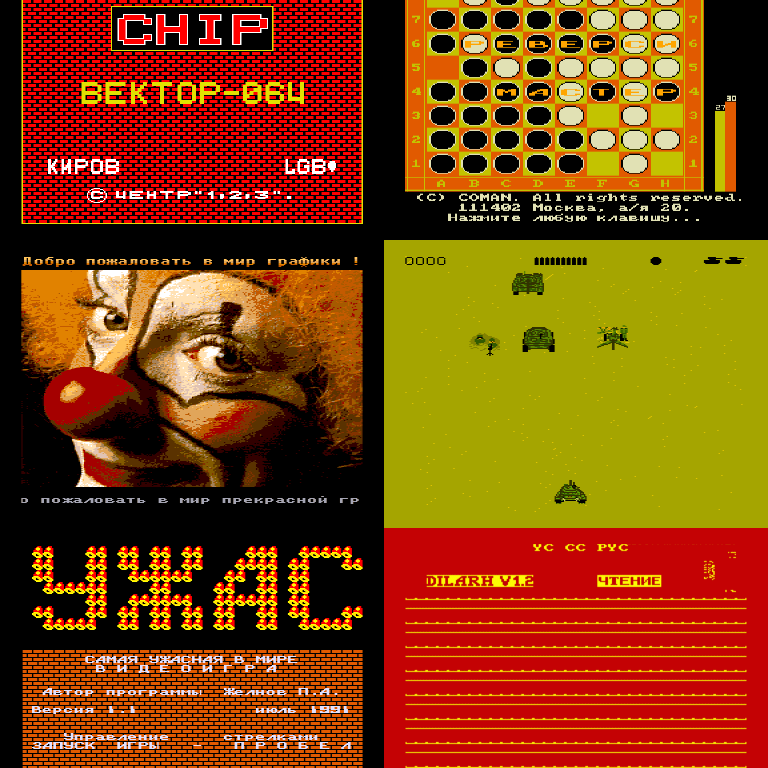 CHIP
ВЕКТОР-06Ц
КИРОВ LGB
© ЦЕНТР"1,2,3".
7
6 РЕВЕРСИ
5
4 МАСТЕР
3
2
1
A B C D E F G H
27 30
(C) COMAN. All rights reserved.
111402 Москва, а/я 20.
Нажмите любую клавишу...
Добро пожаловать в мир графики !
о пожаловать в мир прекрасной гр
0000
УЖАС
САМАЯ УЖАСНАЯ В МИРЕ
ВИДЕОИГРА
Автор программы Желнов П.А.
Версия 1.1 июль 1991
Управление стрелками
ЗАПУСК ИГРЫ - ПРОБЕЛ
УС СС РУС
DILARH V1.2 ЧТЕНИЕ